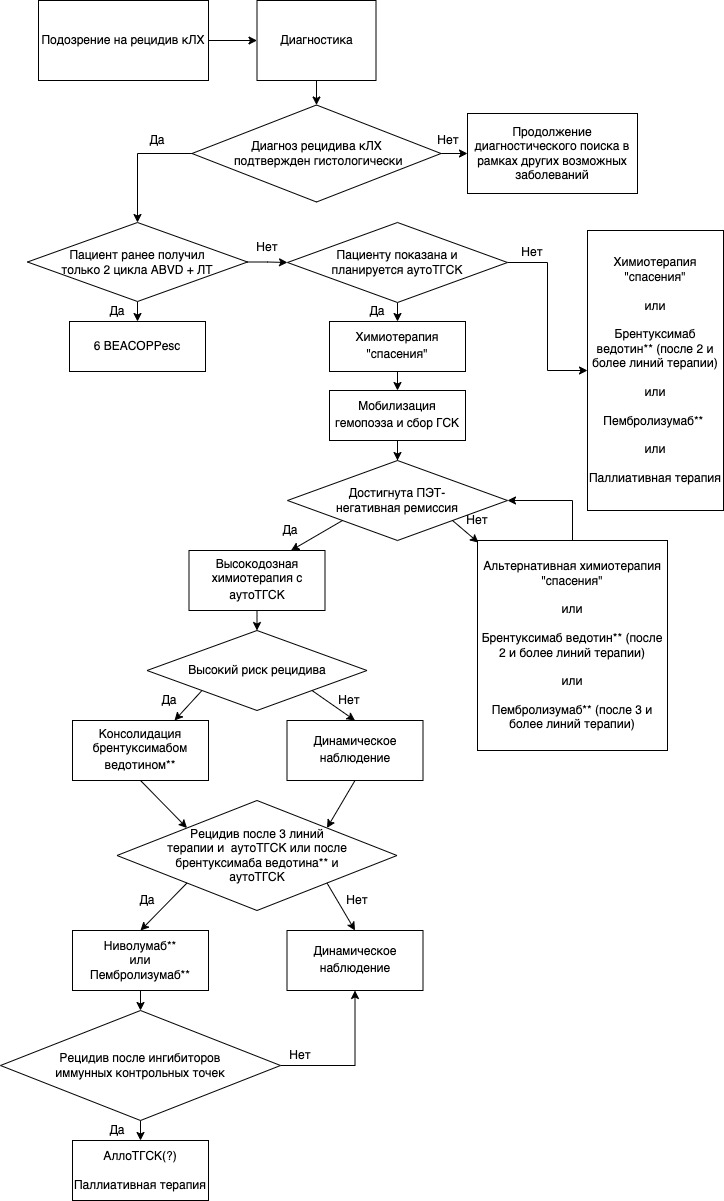 Подозрение на рецидив кЛХ
Диагностика
Да
Диагноз рецидива кЛХ
подтвержден гистологически
Нет
Продолжение
диагностического поиска в
рамках других возможных
заболеваний
Пациент ранее получил
только 2 цикла ABVD + ЛТ
Нет
Пациенту показана и
планируется аутоТГСК
Нет
Химиотерапия
"спасения"
или
Брентуксимаб
ведотин** (после 2 и
более линий терапии)
или
Пембролизумаб**
или
Паллиативная терапия
Да
6 BEACOPPesc
Да
Химиотерапия
"спасения"
Мобилизация
гемопоэза и сбор ГСК
Достигнута ПЭТ-
негативная ремиссия
Да
Нет
Высокодозная
химиотерапия с
аутоТГСК
Альтернативная химиотерапия
"спасения"
или
Брентуксимаб ведотин** (после
2 и более линий терапии)
или
Пембролизумаб** (после 3 и
более линий терапии)
Высокий риск рецидива
Да
Нет
Консолидация
брентуксимабом
ведотином**
Динамическое
наблюдение
Рецидив после 3 линий
терапии и аутоТГСК или после
брентуксимаба ведотина** и
аутоТГСК
Да
Нет
Ниволумаб**
или
Пембролизумаб**
Динамическое
наблюдение
Рецидив после ингибиторов
иммунных контрольных точек
Нет
Да
АллоТГСК(?)
Паллиативная терапия